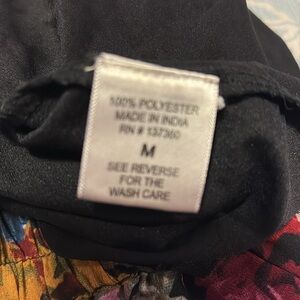 100% POLYESTER
MADE IN INDIA
RN # 137360
M
SEE REVERSE
FOR THE
WASH CARE